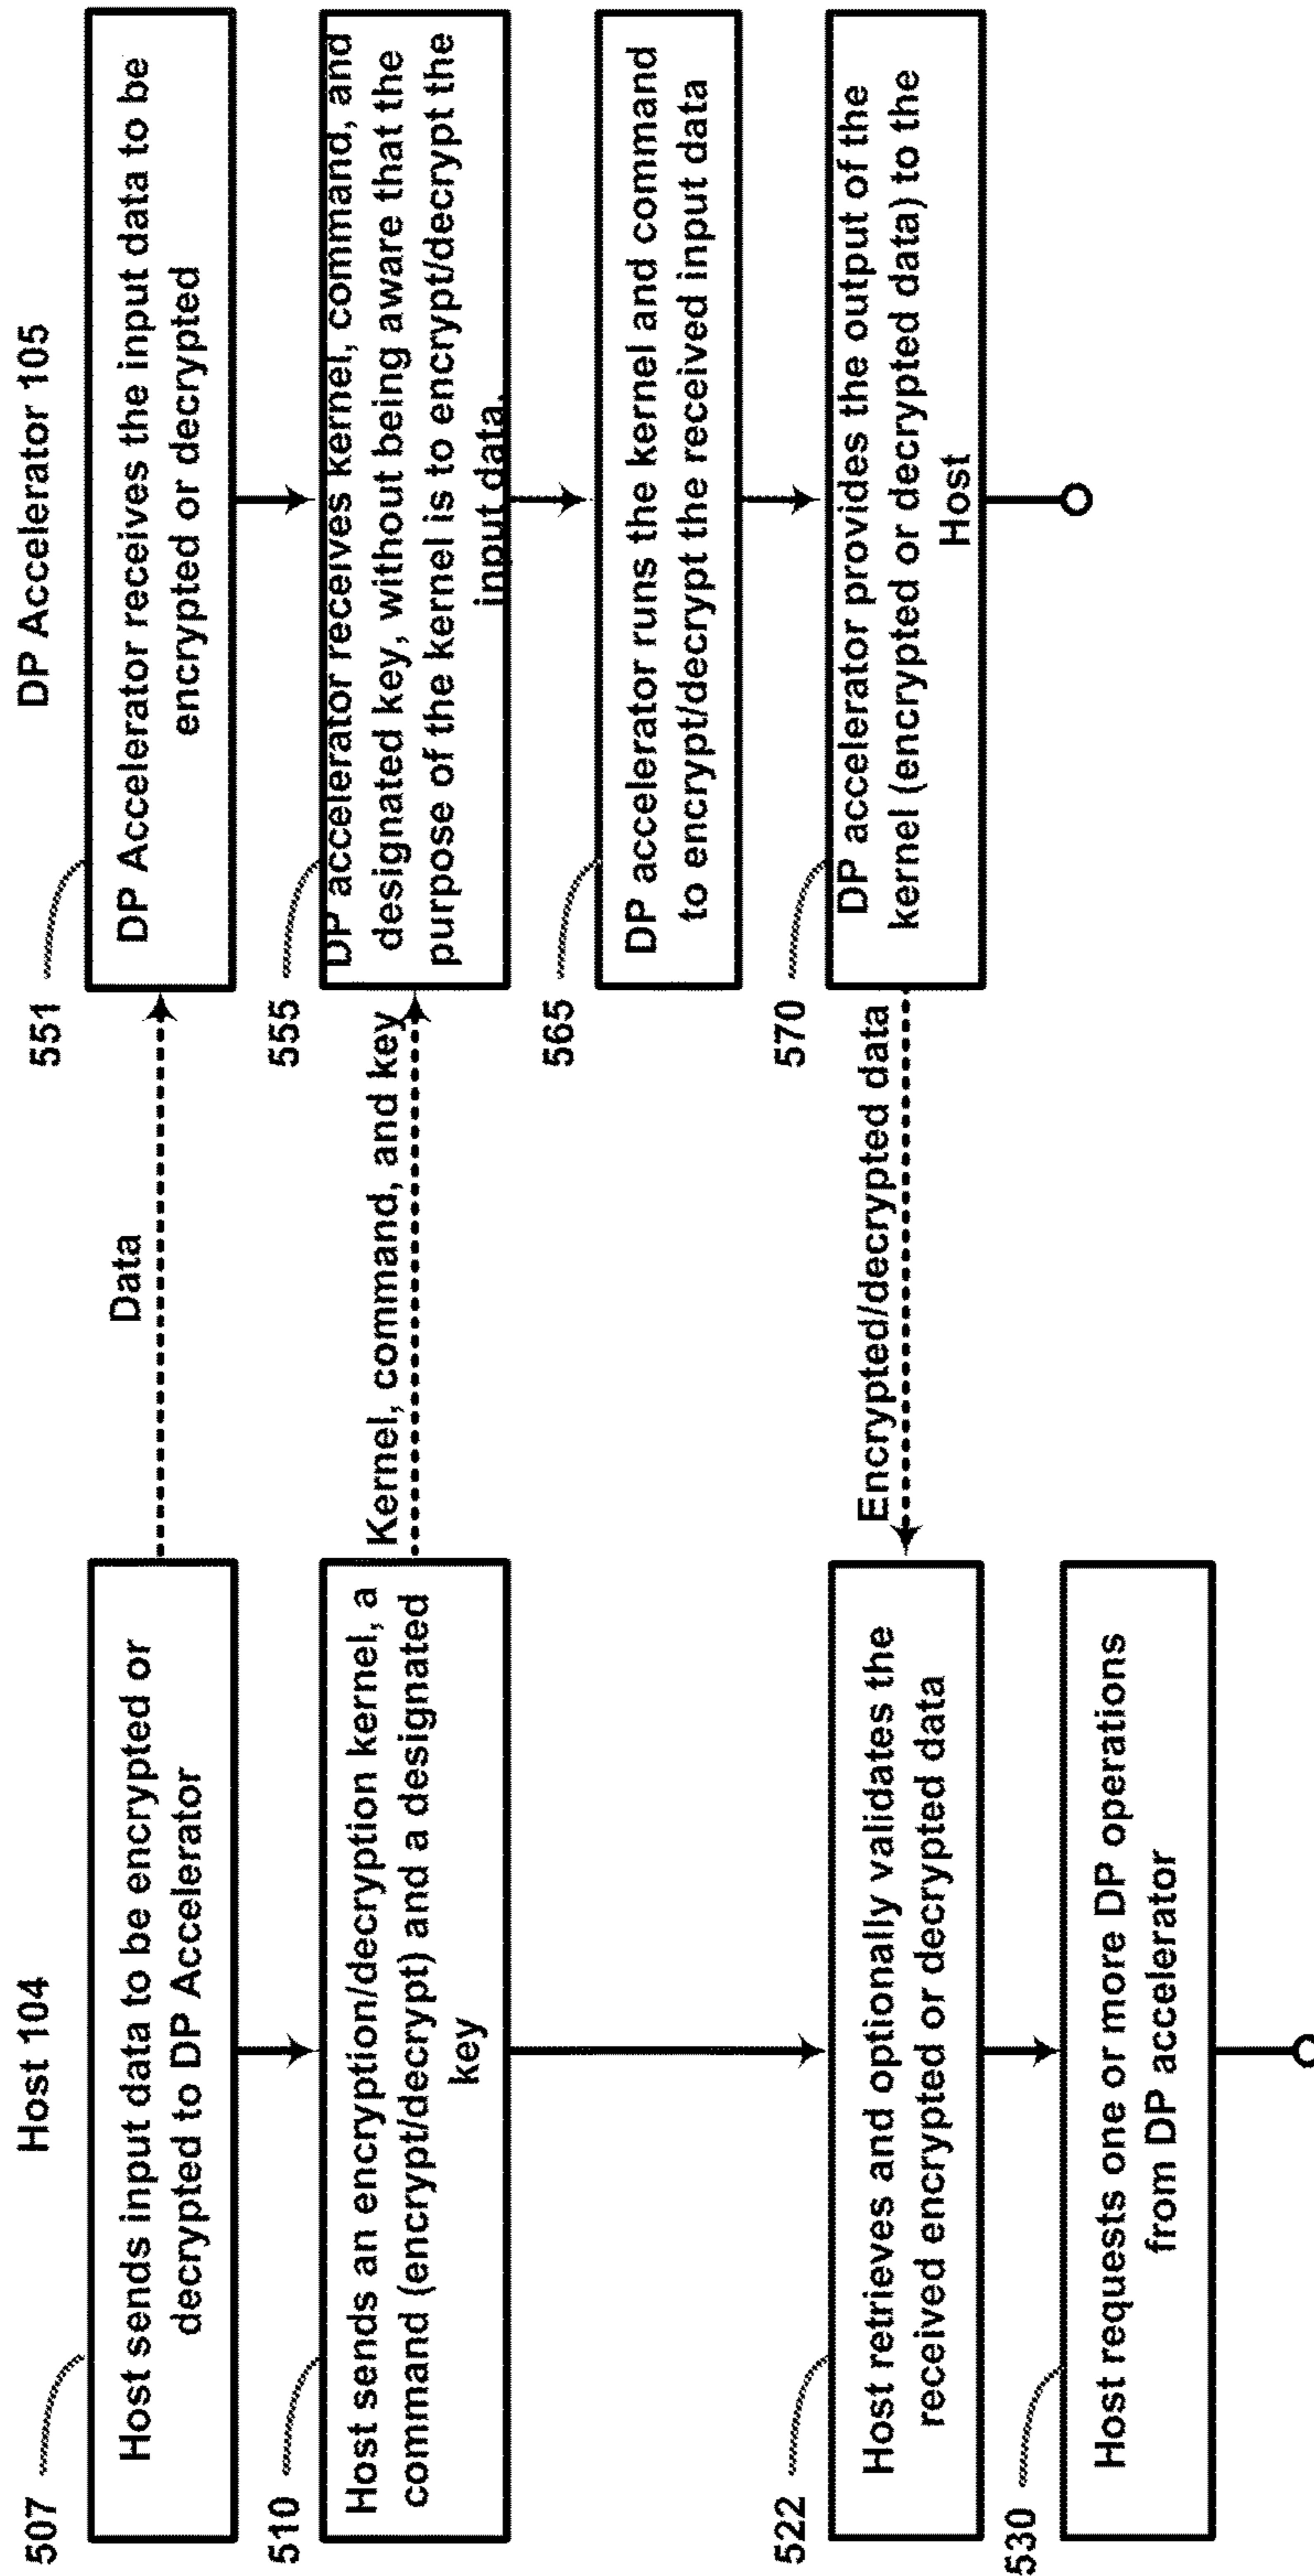 Host 104
507
Host sends input data to be encrypted or
decrypted to DP Accelerator
510
Host sends an encryption/decryption kernel, a
command (encrypt/decrypt) and a designated
key
522
Host retrieves and optionally validates the
received encrypted or decrypted data
530
Host requests one or more DP operations
from DP accelerator
Data
Kernel, command, and key
Encrypted/decrypted data
DP Accelerator 105
551
DP Accelerator receives the input data to be
encrypted or decrypted
555
DP accelerator receives kernel, command, and
designated key, without being aware that the
purpose of the kernel is to encrypt/decrypt the
input data.
565
DP accelerator runs the kernel and command
to encrypt/decrypt the received input data
570
DP accelerator provides the output of the
kernel (encrypted or decrypted data) to the
Host